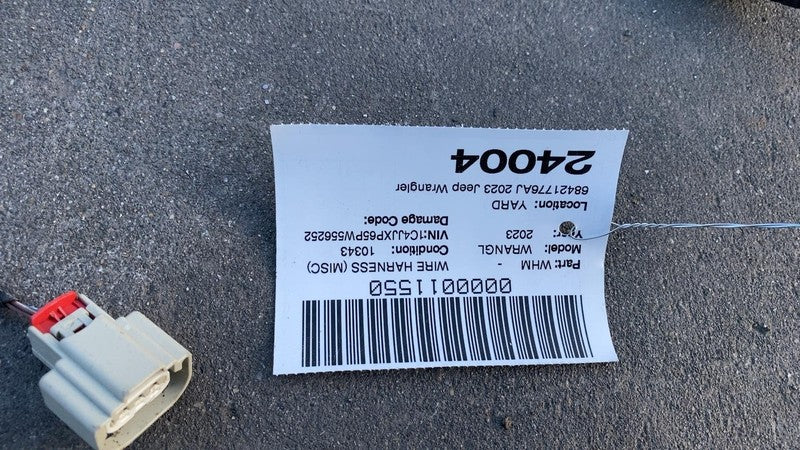 0000011550
Part: WHM - WIRE HARNESS (MISC)
Model: WRANGL Condition: 10343
Year: 2023 VIN:1C4JJXP65PW556252
Damage Code:
Location: YARD
68421776AJ 2023 Jeep Wrangler
24004